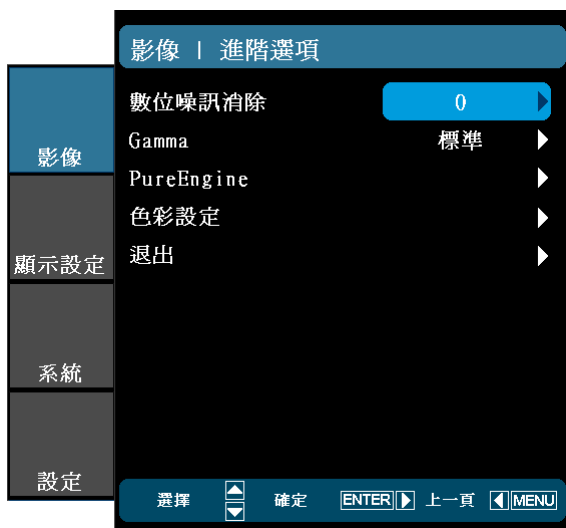 影像 | 進階選項
數位噪訊消除 0
Gamma 標準
PureEngine
色彩設定
退出
影像
顯示設定
系統
設定
選擇 確定 ENTER 上一頁 MENU